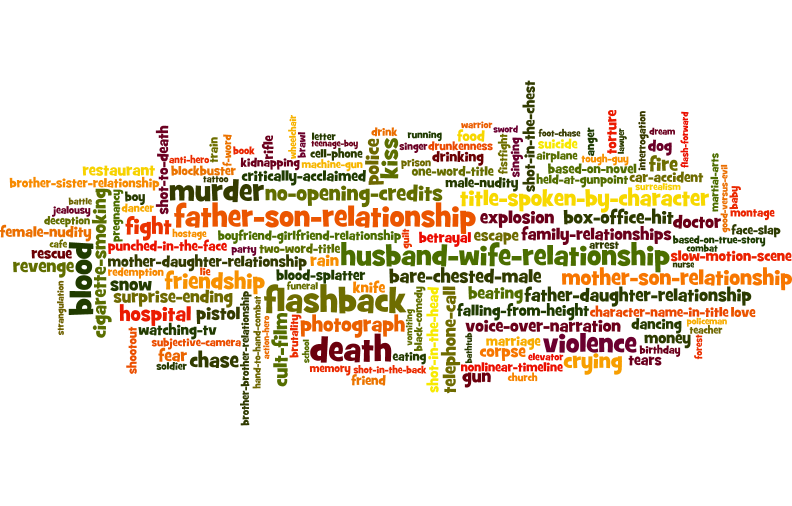 shot-in-the-chest
warrior
sword
running
drink
letter
teenage-boy
wheelchair
brawl
rifle
f-word
book
train
shot-to-death
anti-hero
kidnapping
cell-phone
machine-gun
police
kiss
singer
drunkenness
food
drinking
prison
one-word-title
fistfight
singing
foot-chase
suicide
anger
airplane
tough-guy
torture
lawyer
interrogation
dream
dog
flash-forward
fire
restaurant
blockbuster
critically-acclaimed
male-nudity
based-on-novel
held-at-gunpoint
car-accident
surrealism
martial-arts
good-versus-evil
baby
brother-sister-relationship
tattoo
murder
no-opening-credits
title-spoken-by-character
battle
jealousy
deception
female-nudity
cafe
cigarette-smoking
pregnancy
boy
dancer
fight
father-son-relationship
explosion
box-office-hit
doctor
montage
face-slap
hostage
boyfriend-girlfriend-relationship
guilt
betrayal
escape
family-relationships
arrest
based-on-true-story
combat
nurse
rescue
revenge
blood
punched-in-the-face
party
two-word-title
husband-wife-relationship
slow-motion-scene
mother-daughter-relationship
rain
redemption
lie
snow
friendship
blood-splatter
bare-chested-male
mother-son-relationship
strangulation
surprise-ending
funeral
knife
beating
father-daughter-relationship
hospital
pistol
flashback
photograph
falling-from-height
character-name-in-title
love
watching-tv
brother-brother-relationship
hand-to-hand-combat
action-hero
cult-film
brutality
school
vomiting
black-comedy
shot-in-the-head
telephone-call
voice-over-narration
dancing
policeman
teacher
shootout
subjective-camera
fear
soldier
chase
death
eating
bathtub
marriage
corpse
violence
money
birthday
forest
memory
shot-in-the-back
friend
nonlinear-timeline
elevator
crying
tears
gun
church